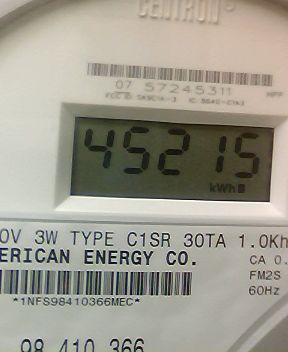 CENTRON®
07 57245311
45215
kWh
0V 3W TYPE C1SR 30TA 1.0Kh
ERICAN ENERGY CO.
CA 0.
FM2S
*1NFS98410366MEC*
60Hz
98 410 366